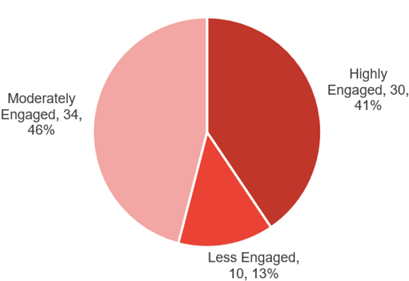 Highly
Engaged, 30,
41%
Moderately
Engaged, 34,
46%
Less Engaged,
10, 13%